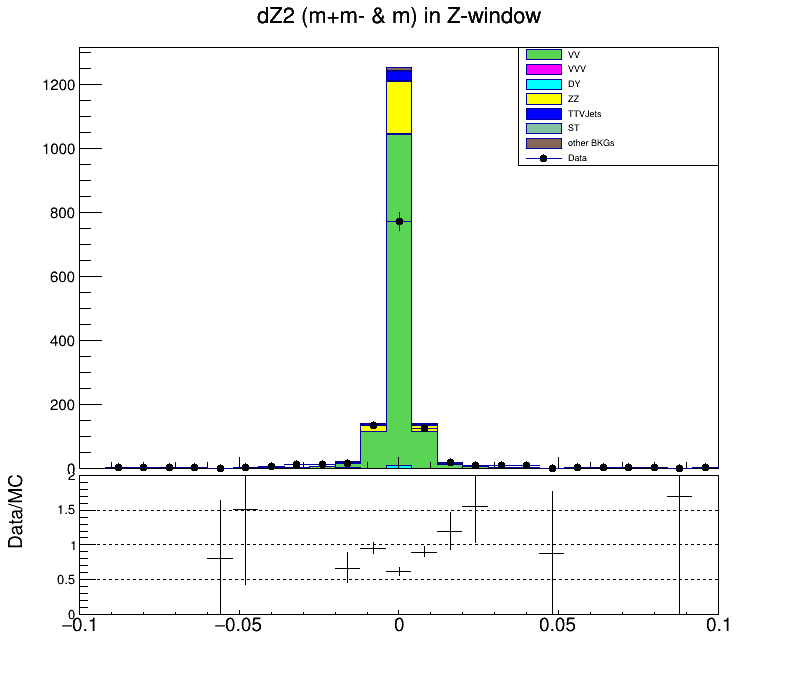 dZ2 (m+m- & m) in Z-window
VV
VVV
DY
ZZ
TTVJets
ST
other BKGs
Data
1200
1000
800
600
400
200
0
Data/MC
2
1.5
1
0.5
0
−0.1 −0.05 0 0.05 0.1